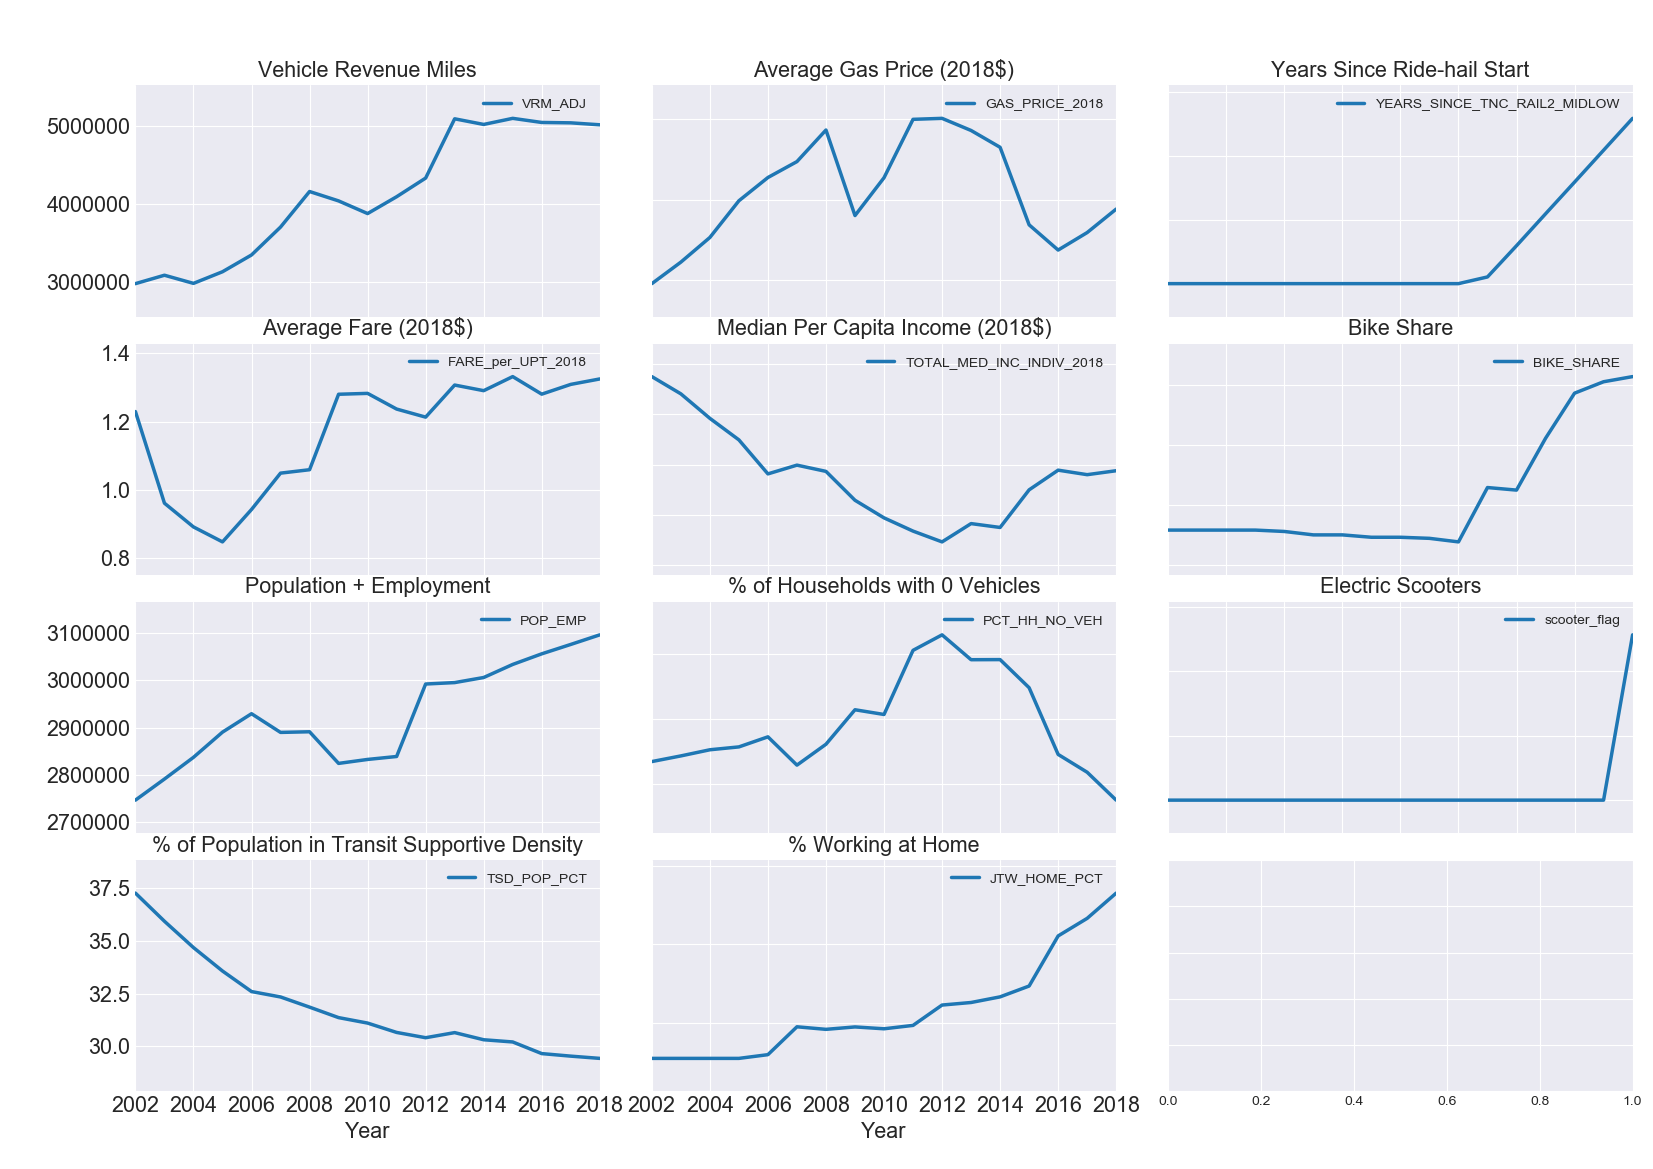 Vehicle Revenue Miles
VRM_ADJ
5000000
4000000
3000000
Average Gas Price (2018$)
GAS_PRICE_2018
Years Since Ride-hail Start
YEARS_SINCE_TNC_RAIL2_MIDLOW
Average Fare (2018$)
FARE_per_UPT_2018
1.4
1.2
1.0
0.8
Median Per Capita Income (2018$)
TOTAL_MED_INC_INDIV_2018
Bike Share
BIKE_SHARE
Population + Employment
POP_EMP
3100000
3000000
2900000
2800000
2700000
% of Households with 0 Vehicles
PCT_HH_NO_VEH
Electric Scooters
scooter_flag
% of Population in Transit Supportive Density
TSD_POP_PCT
37.5
35.0
32.5
30.0
2002 2004 2006 2008 2010 2012 2014 2016 2018
Year
% Working at Home
JTW_HOME_PCT
2002 2004 2006 2008 2010 2012 2014 2016 2018
Year
0.0 0.2 0.4 0.6 0.8 1.0